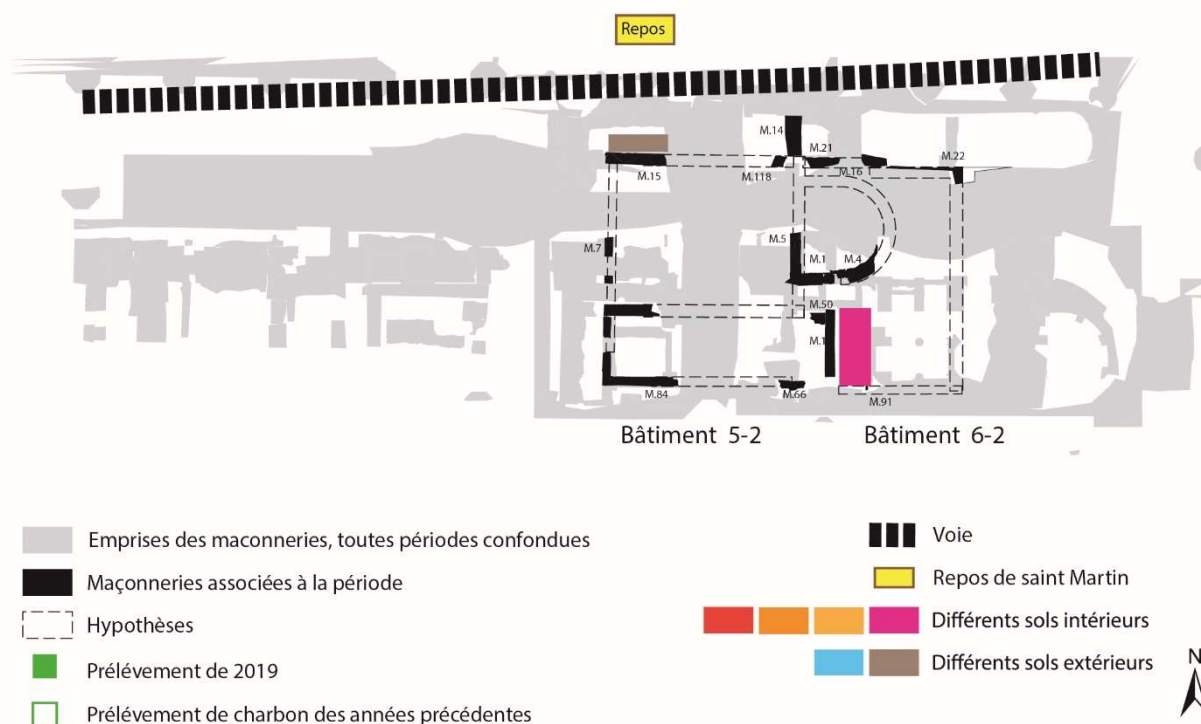 Repos
M.14
M.21
M.22
M.15
M.118
M.16
M.7
M.5
M.1
M.4
M.50
M.1
M.84
M.66
M.91
Bâtiment 5-2
Bâtiment 6-2
Emprises des maconneries, toutes périodes confondues
Maçonneries associées à la période
Hypothèses
Prélévement de 2019
Prélévement de charbon des années précédentes
Voie
Repos de saint Martin
Différents sols intérieurs
Différents sols extérieurs
N